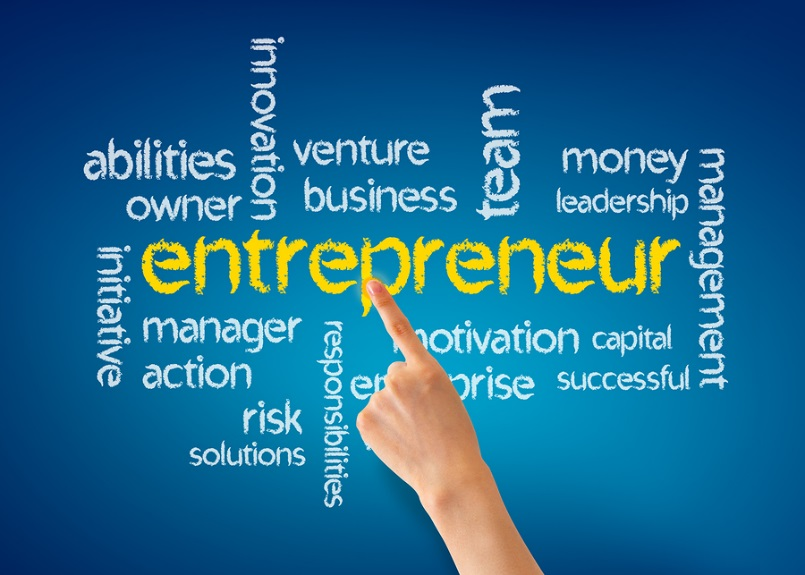 innovation
team
abilities
venture
money
management
owner
business
leadership
entrepreneur
initiative
manager
responsibilities
motivation
capital
action
enterprise
successful
risk
solutions